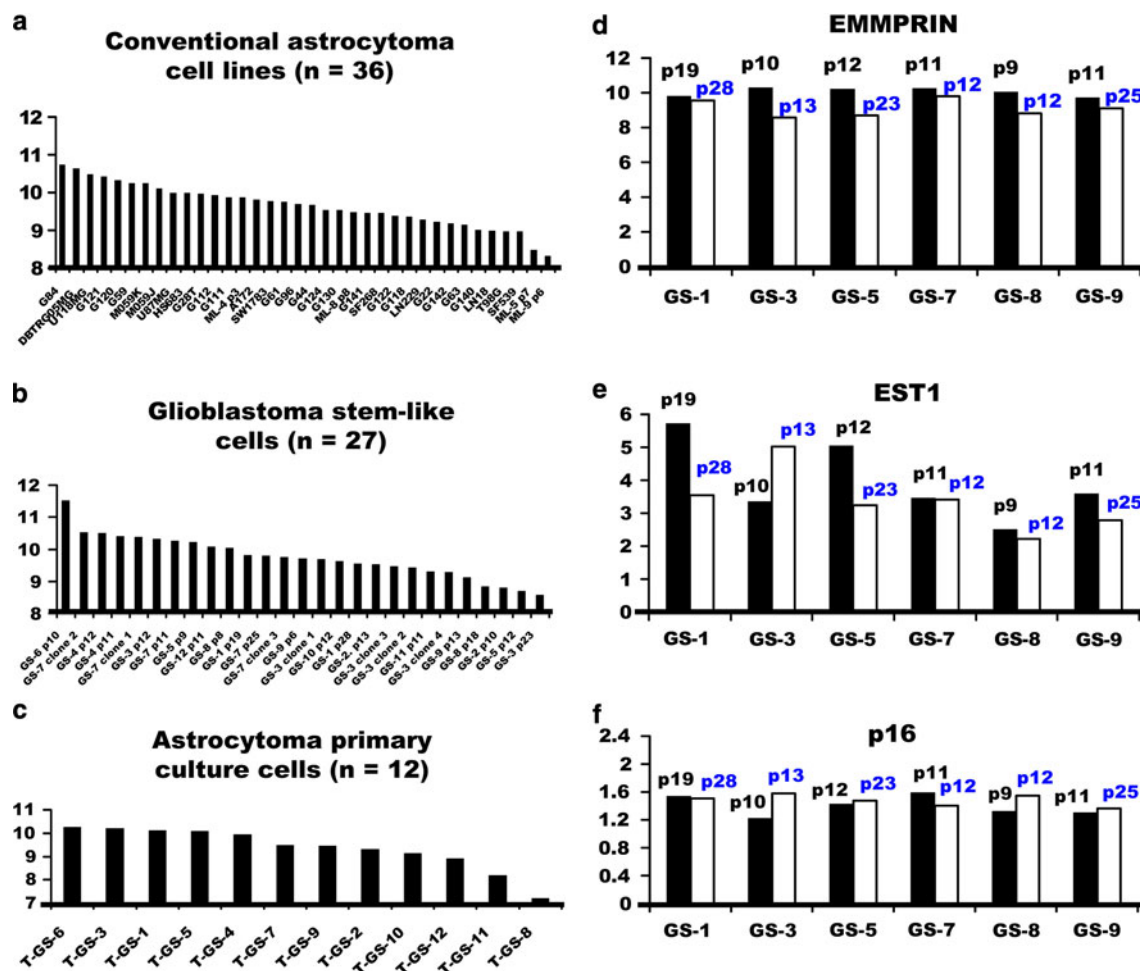 a
Conventional astrocytoma
cell lines (n = 36)
12
11
10
9
8
G84
DBTRG05MG
U118MG
G121
G120
G59
M059K
M059J
U87MG
HS683
G28T
G112
G111
ML-4 p3
A172
SW1783
G61
G96
G44
G124
G130
ML-9 p8
G141
SF268
G122
G118
LN229
G22
G142
G63
G140
LN18
T98G
SF539
ML-5 p7
ML-9 p6
b
Glioblastoma stem-like
cells (n = 27)
12
11
10
9
8
GS-6 p10
GS-7 clone 2
GS-4 p12
GS-4 p11
GS-7 clone 1
GS-3 p12
GS-7 p11
GS-5 p9
GS-12 p11
GS-8 p8
GS-1 p19
GS-7 p25
GS-7 clone 3
GS-9 p6
GS-3 clone 1
GS-10 p12
GS-1 p28
GS-2, p13
GS-3 clone 3
GS-3 clone 2
GS-11 p11
GS-3 clone 4
GS-9 p13
GS-8 p18
GS-2 p10
GS-5 p12
GS-3 p23
c
Astrocytoma primary
culture cells (n = 12)
11
10
9
8
7
T-GS-6
T-GS-3
T-GS-1
T-GS-5
T-GS-4
T-GS-7
T-GS-9
T-GS-2
T-GS-10
T-GS-12
T-GS-11
T-GS-8
d
EMMPRIN
12
10
8
6
4
2
0
p19 p28 p10 p13 p12 p23 p11 p12 p9 p12 p11 p25
GS-1 GS-3 GS-5 GS-7 GS-8 GS-9
e
EST1
6
5
4
3
2
1
0
p19 p28 p10 p13 p12 p23 p11 p12 p9 p12 p11 p25
GS-1 GS-3 GS-5 GS-7 GS-8 GS-9
f
p16
2.4
2
1.6
1.2
0.8
0.4
0
p19 p28 p10 p13 p12 p23 p11 p12 p9 p12 p11 p25
GS-1 GS-3 GS-5 GS-7 GS-8 GS-9